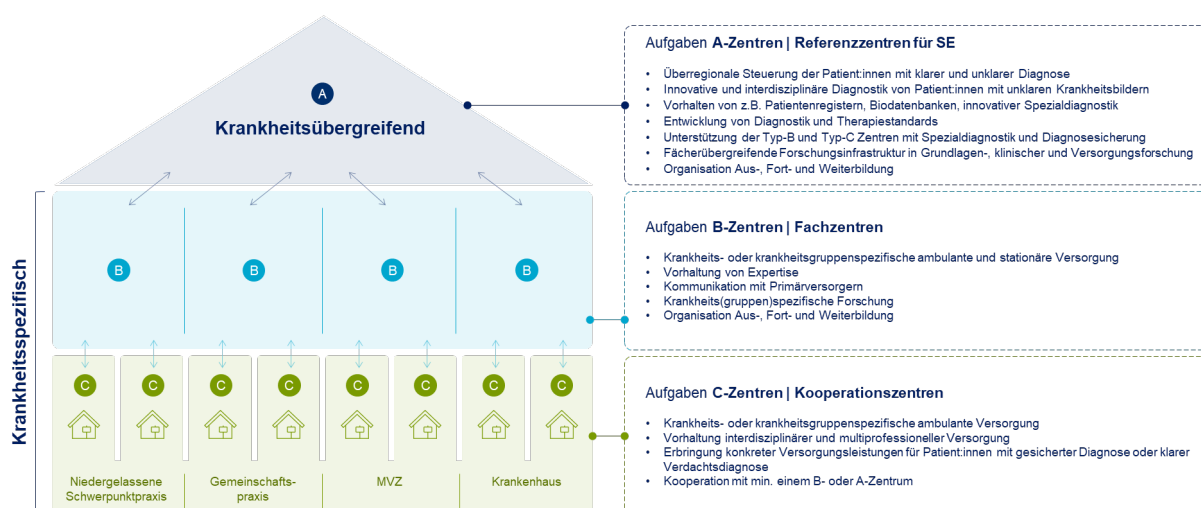 A
Krankheitsübergreifend
Krankheitsspezifisch
B
B
B
B
C
C
C
C
C
C
C
C
Niedergelassene
Schwerpunktpraxis
Gemeinschafts-
praxis
MVZ
Krankenhaus
Aufgaben A-Zentren | Referenzzentren für SE
• Überregionale Steuerung der Patient:innen mit klarer und unklarer Diagnose
• Innovative und interdisziplinäre Diagnostik von Patient:innen mit unklaren Krankheitsbildern
• Vorhalten von z.B. Patientenregistern, Biodatenbanken, innovativer Spezialdiagnostik
• Entwicklung von Diagnostik und Therapiestandards
• Unterstützung der Typ-B und Typ-C Zentren mit Spezialdiagnostik und Diagnosesicherung
• Fächerübergreifende Forschungsinfrastruktur in Grundlagen-, klinischer und Versorgungsforschung
• Organisation Aus-, Fort- und Weiterbildung
Aufgaben B-Zentren | Fachzentren
• Krankheits- oder krankheitsgruppenspezifische ambulante und stationäre Versorgung
• Vorhaltung von Expertise
• Kommunikation mit Primärversorgern
• Krankheits(gruppen)spezifische Forschung
• Organisation Aus-, Fort- und Weiterbildung
Aufgaben C-Zentren | Kooperationszentren
• Krankheits- oder krankheitsgruppenspezifische ambulante Versorgung
• Vorhaltung interdisziplinärer und multiprofessioneller Versorgung
• Erbringung konkreter Versorgungsleistungen für Patient:innen mit gesicherter Diagnose oder klarer
Verdachtsdiagnose
• Kooperation mit min. einem B- oder A-Zentrum